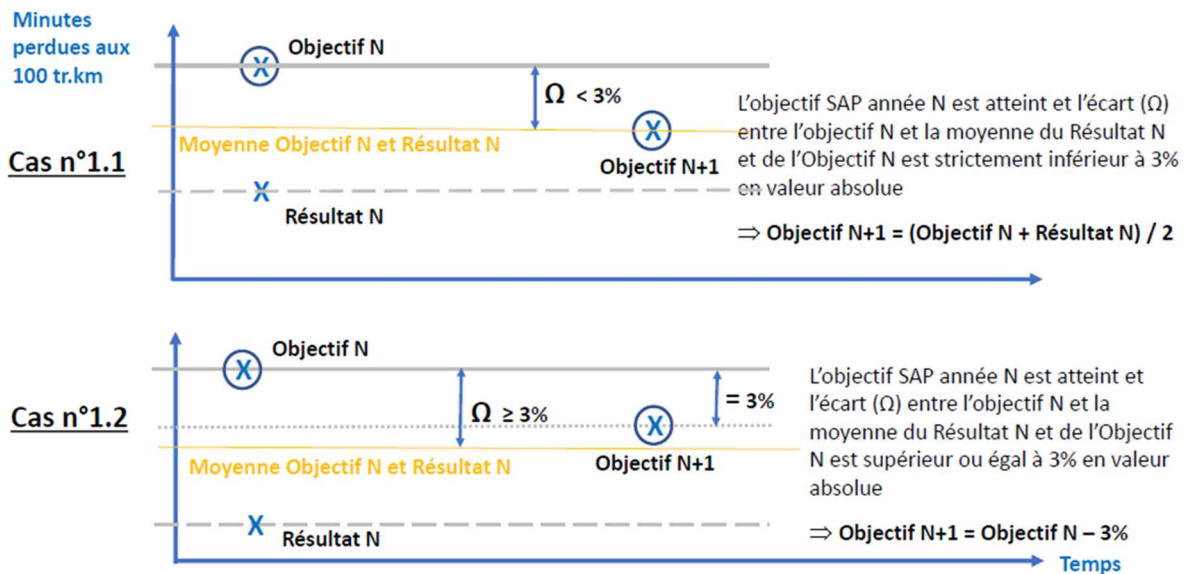 Minutes
perdues aux
100 tr.km
Objectif N
X
Ω < 3%
L'objectif SAP année N est atteint et l'écart (Ω)
entre l'objectif N et la moyenne du Résultat N
et de l'Objectif N est strictement inférieur à 3%
en valeur absolue
⇒ Objectif N+1 = (Objectif N + Résultat N) / 2
Moyenne Objectif N et Résultat N
X
Objectif N+1
Cas n°1.1
X
Résultat N
Objectif N
X
Cas n°1.2
Ω ≥ 3%
= 3%
L'objectif SAP année N est atteint et
l'écart (Ω) entre l'objectif N et la
moyenne du Résultat N et de l'Objectif
N est supérieur ou égal à 3% en valeur
absolue
⇒ Objectif N+1 = Objectif N – 3%
X
Moyenne Objectif N et Résultat N
Objectif N+1
X
Résultat N
Temps